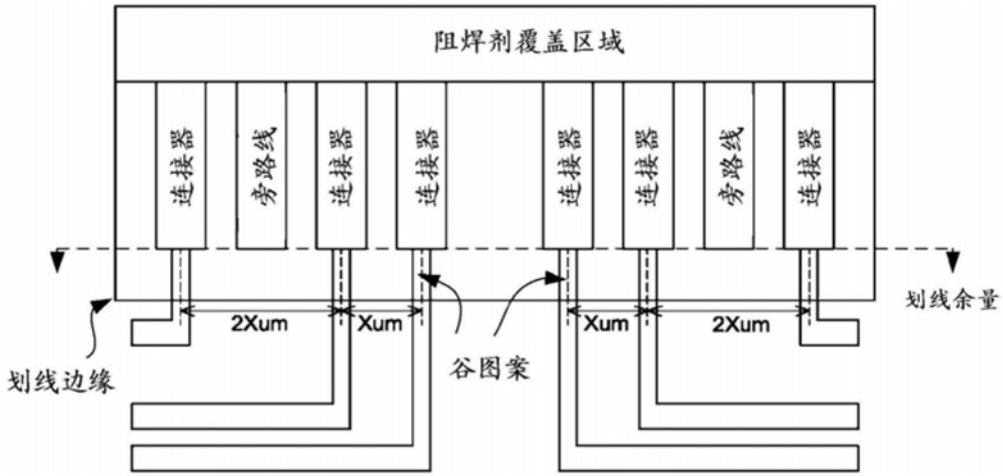 阻焊剂覆盖区域
连接器
旁路线
连接器
连接器
连接器
连接器
旁路线
连接器
划线余量
2Xum
Xum
Xum
2Xum
谷图案
划线边缘